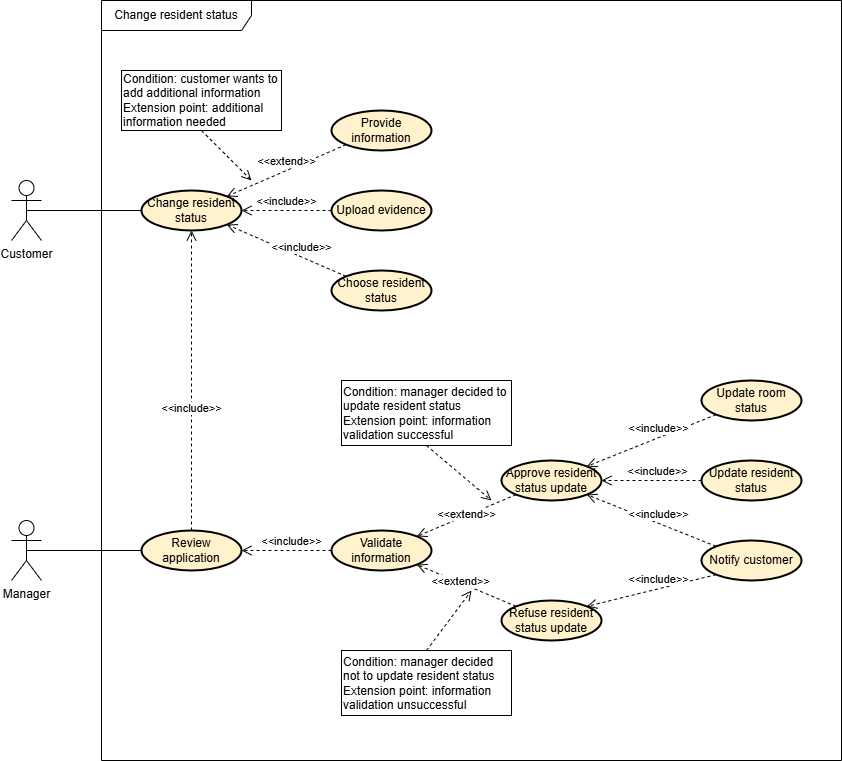 Change resident status
Condition: customer wants to
add additional information
Extension point: additional
information needed
Provide
information
<<extend>>
Change resident
status
<<include>>
Upload evidence
<<include>>
Choose resident
status
Customer
<<include>>
Condition: manager decided to
update resident status
Extension point: information
validation successful
Update room
status
<<include>>
Approve resident
status update
<<include>>
Update resident
status
<<extend>>
<<include>>
Review
application
<<include>>
Validate
information
Notify customer
Manager
<<extend>>
<<include>>
Refuse resident
status update
Condition: manager decided
not to update resident status
Extension point: information
validation unsuccessful